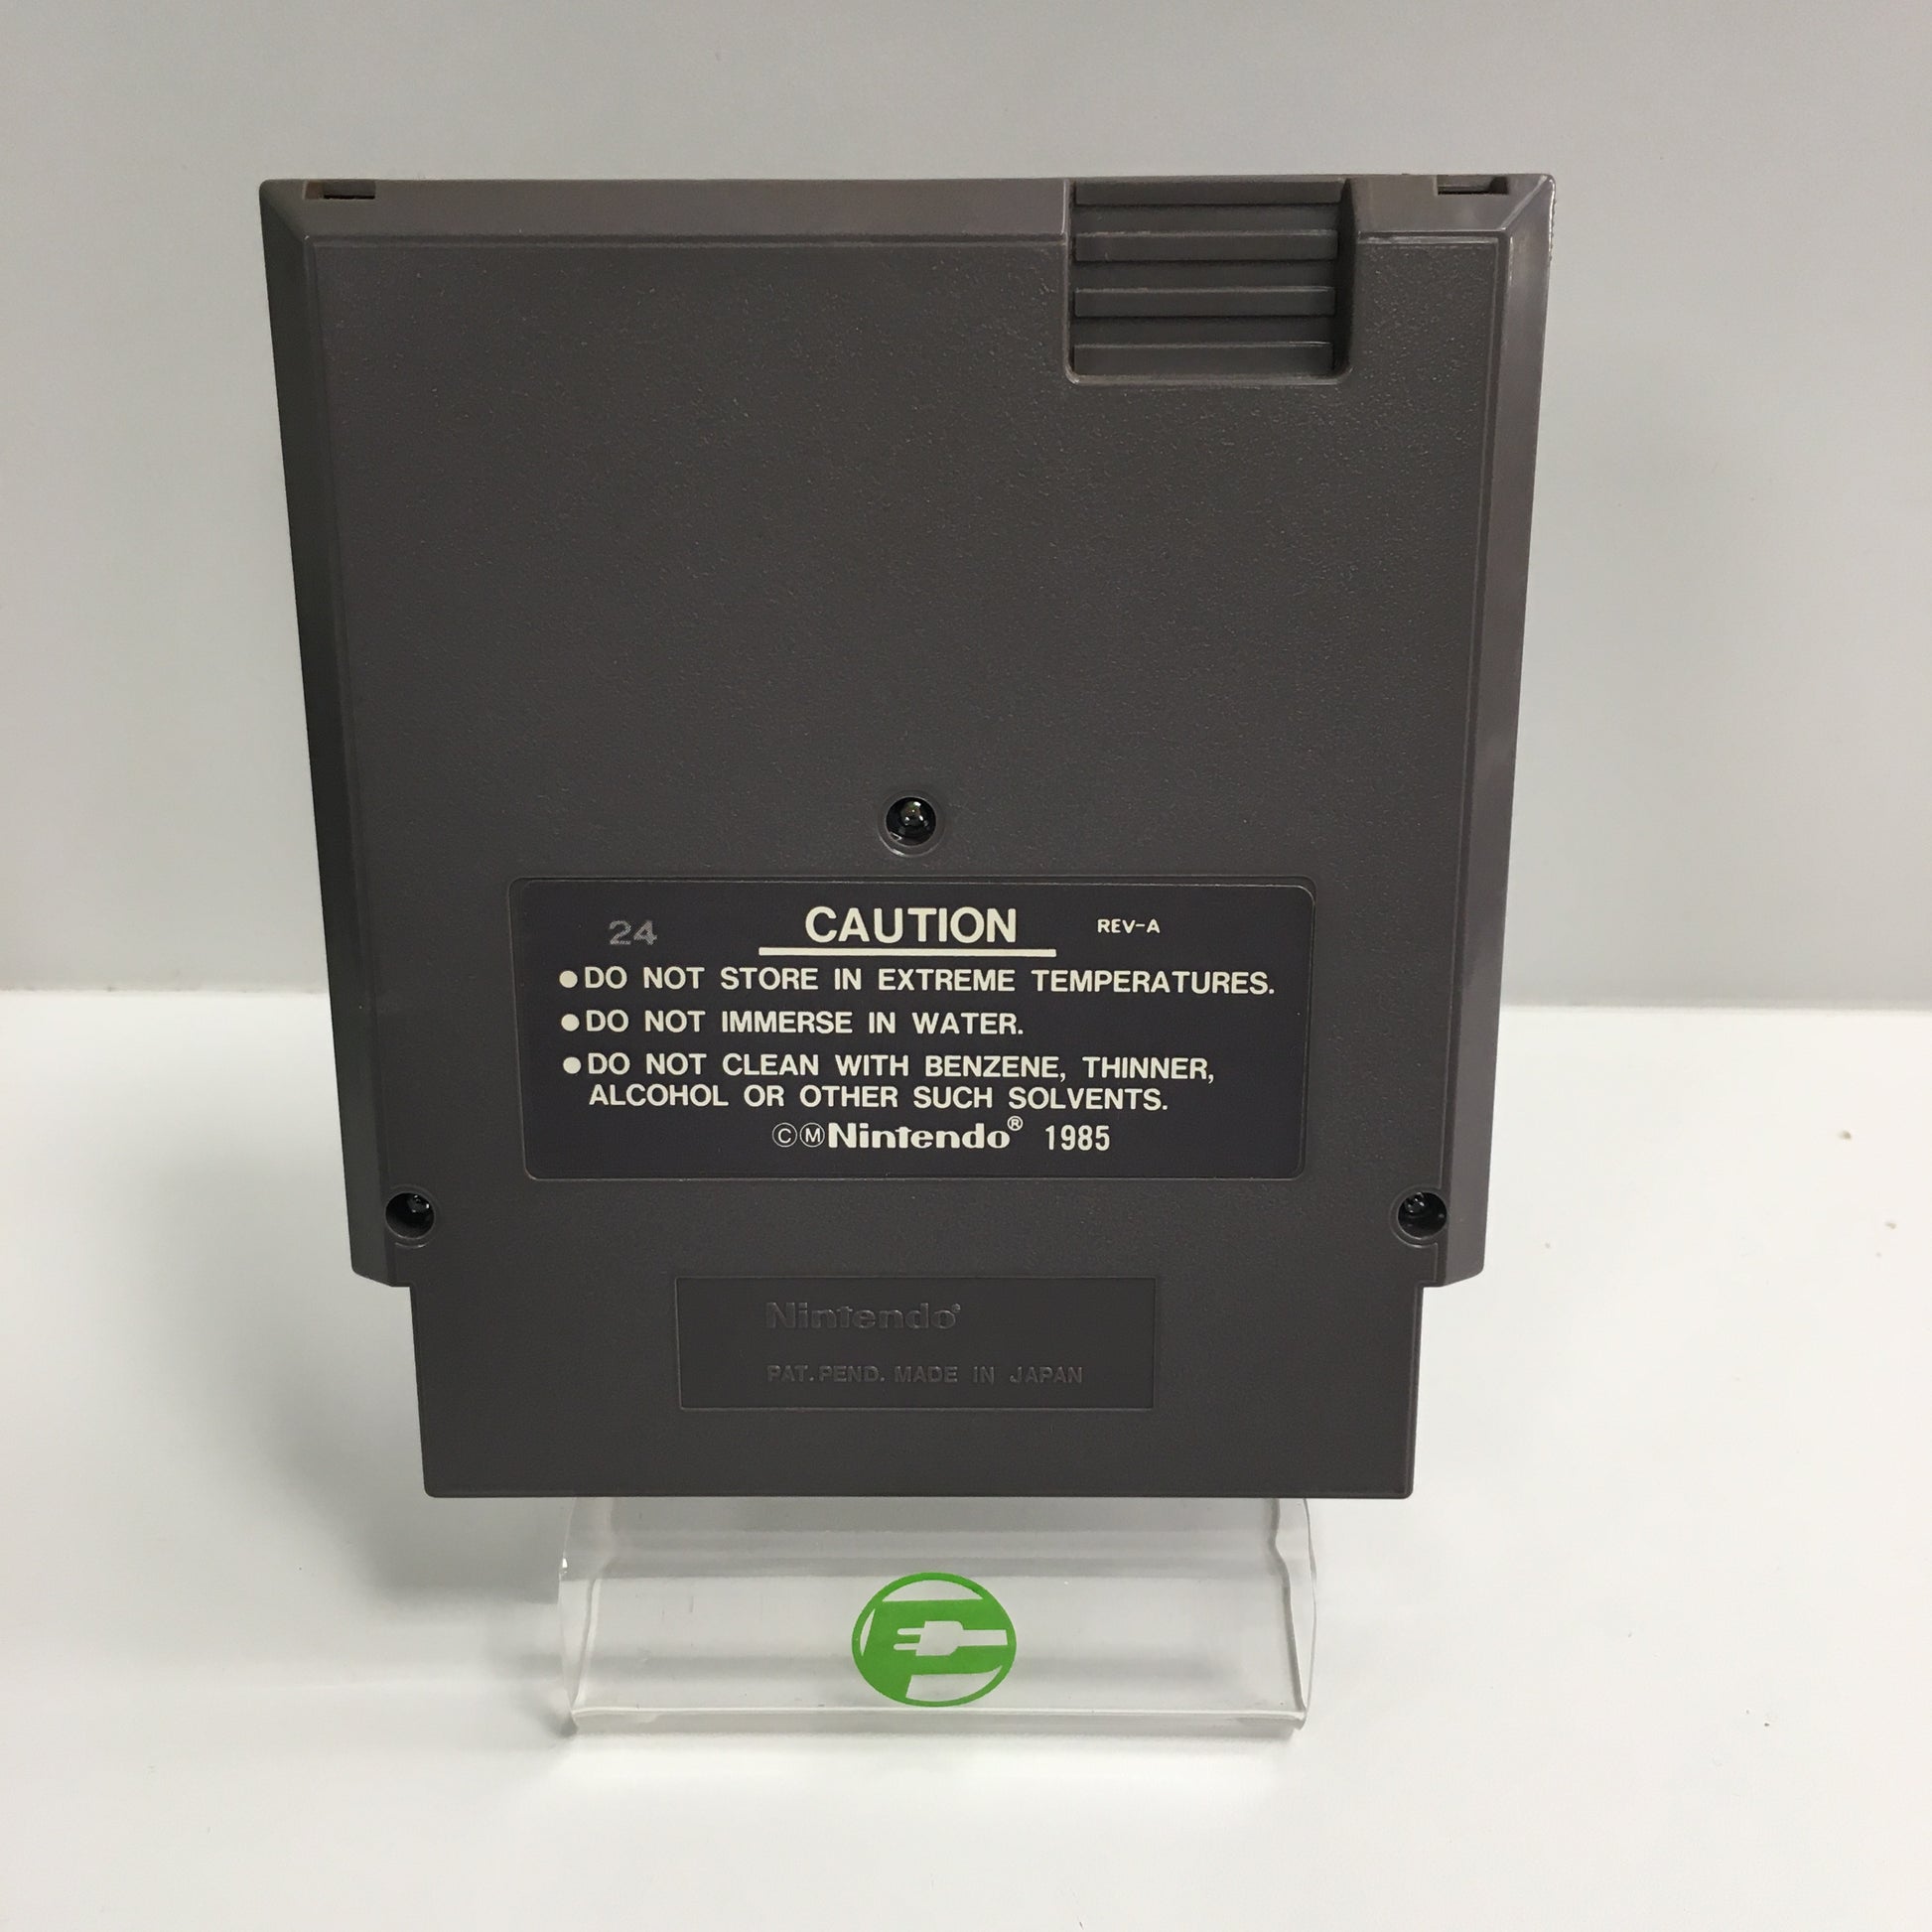 24 CAUTION REV-A
●DO NOT STORE IN EXTREME TEMPERATURES.
●DO NOT IMMERSE IN WATER.
●DO NOT CLEAN WITH BENZENE, THINNER,
ALCOHOL OR OTHER SUCH SOLVENTS.
ⒸⓂNintendo® 1985
Nintendo®
PAT. PEND. MADE IN JAPAN